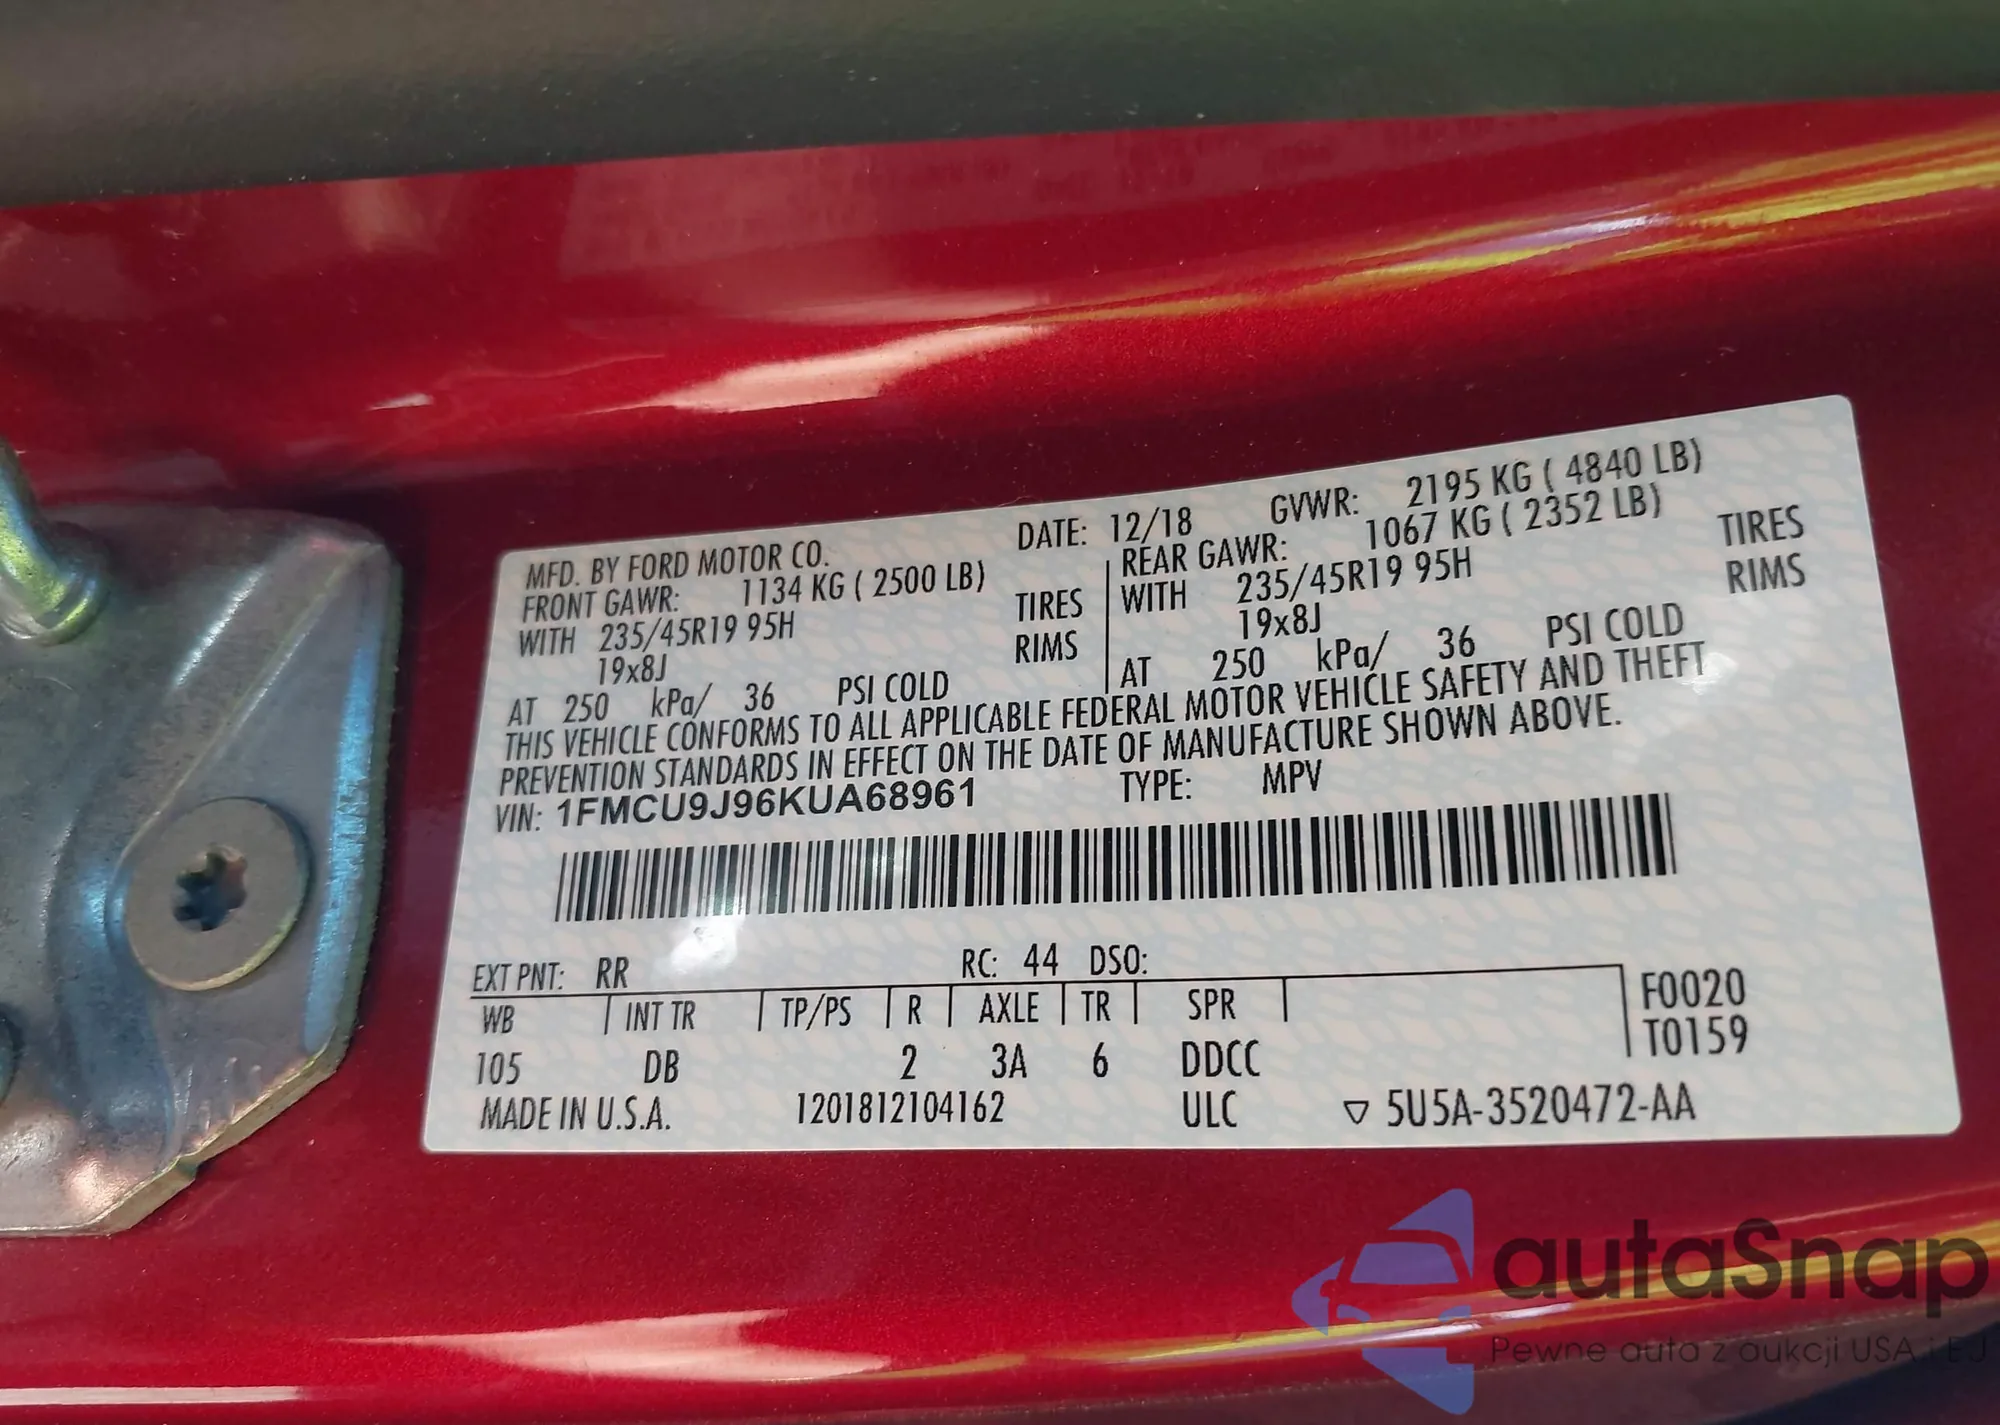 MFD. BY FORD MOTOR CO. DATE: 12/18 GVWR: 2195 KG ( 4840 LB)
FRONT GAWR: 1134 KG ( 2500 LB) REAR GAWR: 1067 KG ( 2352 LB)
WITH 235/45R19 95H TIRES WITH 235/45R19 95H TIRES
19x8J RIMS 19x8J RIMS
AT 250 kPa/ 36 PSI COLD AT 250 kPa/ 36 PSI COLD
THIS VEHICLE CONFORMS TO ALL APPLICABLE FEDERAL MOTOR VEHICLE SAFETY AND THEFT
PREVENTION STANDARDS IN EFFECT ON THE DATE OF MANUFACTURE SHOWN ABOVE.
VIN: 1FMCU9J96KUA68961 TYPE: MPV
EXT PNT: RR RC: 44 DSO:
WB INT TR TP/PS R AXLE TR SPR F0020
105 DB 2 3A 6 DDCC T0159
MADE IN U.S.A. 1201812104162 ULC ▽ 5U5A-3520472-AA
autaSnap
Pewne auta z aukcji USA i EJ